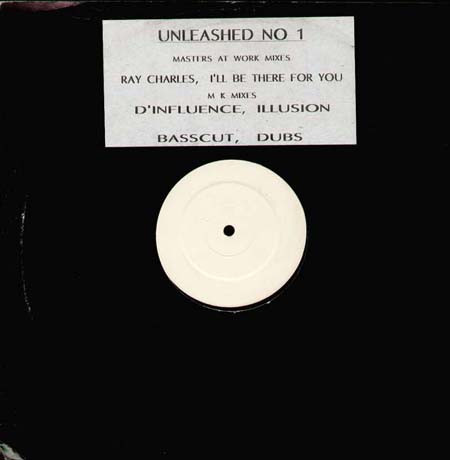 UNLEASHED NO 1
MASTERS AT WORK MIXES
RAY CHARLES, I'LL BE THERE FOR YOU
M K MIXES
D'INFLUENCE, ILLUSION
BASSCUT, DUBS